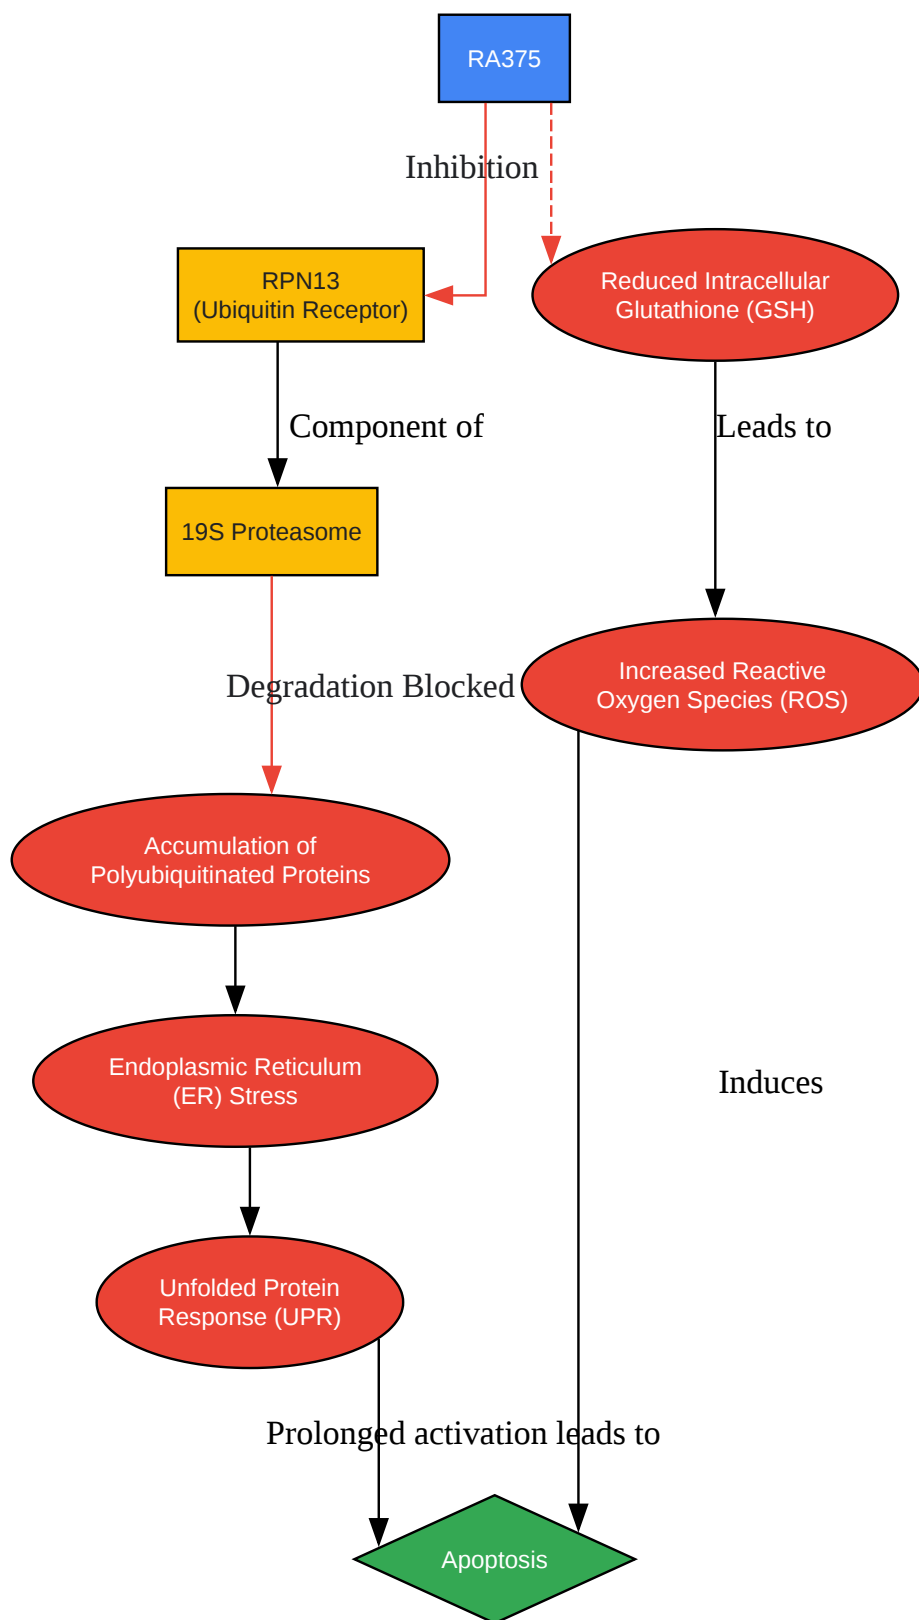 RA375
Inhibition
RPN13
(Ubiquitin Receptor)
Reduced Intracellular
Glutathione (GSH)
Component of
Leads to
19S Proteasome
Degradation Blocked
Increased Reactive
Oxygen Species (ROS)
Accumulation of
Polyubiquitinated Proteins
Endoplasmic Reticulum
(ER) Stress
Induces
Unfolded Protein
Response (UPR)
Prolonged activation leads to
Apoptosis